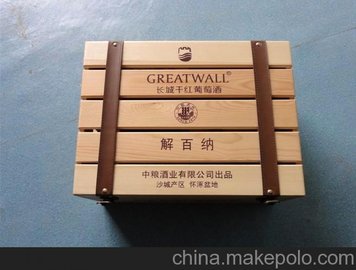 GREATWALL®
长城干红葡萄酒
解百纳
中粮酒业有限公司出品
沙城产区 怀涿盆地
china.makepolo.com